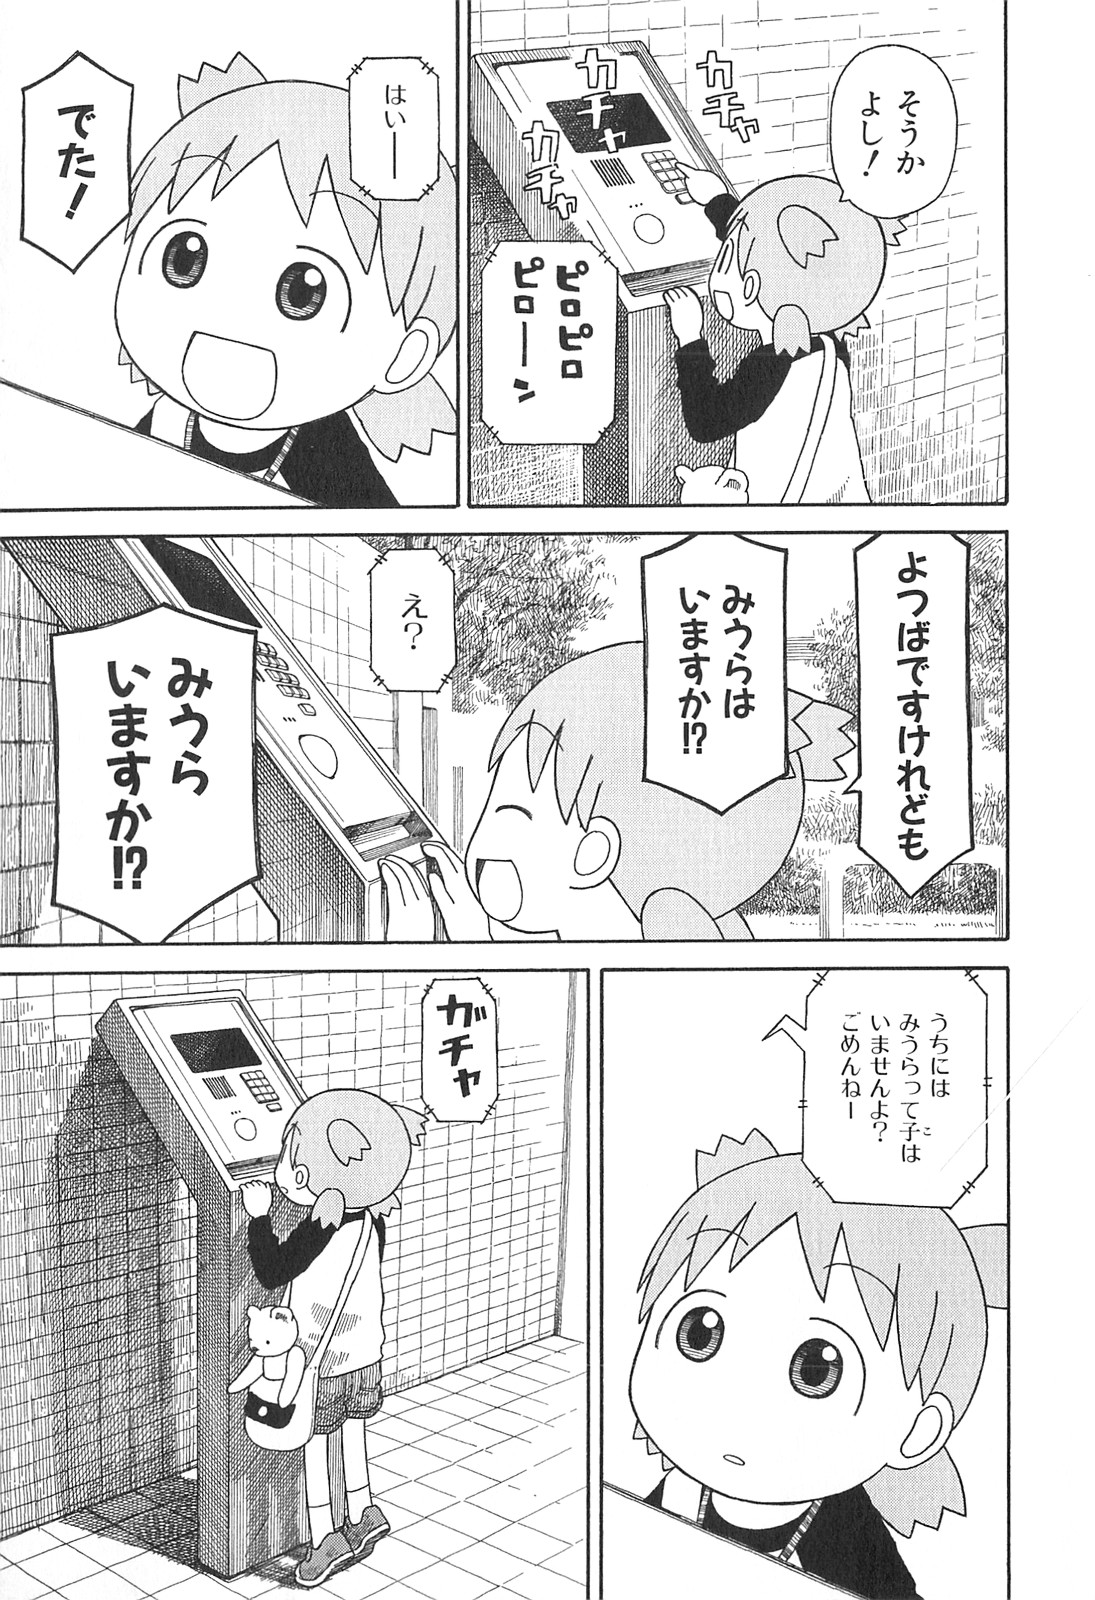 そうか
よし!
カチャ
カチャ
カチャ
ピロピロ
ピローーン
はいー
でた!
よつばですけれども
みうらは
いますか!?
え?
みうら
いますか!?
うちには
みうらって子は
こ
いませんよ?
ごめんねー
ガチャ